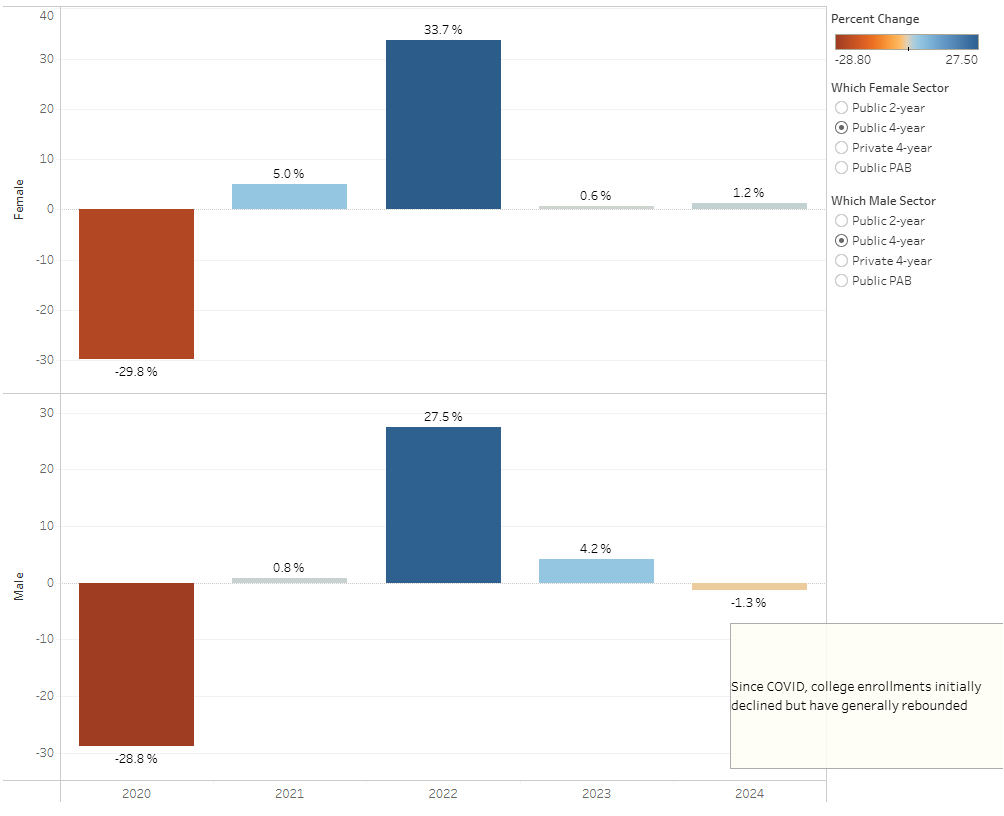 40
30
20
10
0
-10
-20
-30
Female
33.7 %
5.0 %
0.6 %
1.2 %
-29.8 %
30
20
10
0
-10
-20
-30
Male
27.5 %
0.8 %
4.2 %
-1.3 %
-28.8 %
2020 2021 2022 2023 2024
Percent Change
-28.80 27.50
Which Female Sector
Public 2-year
Public 4-year
Private 4-year
Public PAB
Which Male Sector
Public 2-year
Public 4-year
Private 4-year
Public PAB
Since COVID, college enrollments initially
declined but have generally rebounded